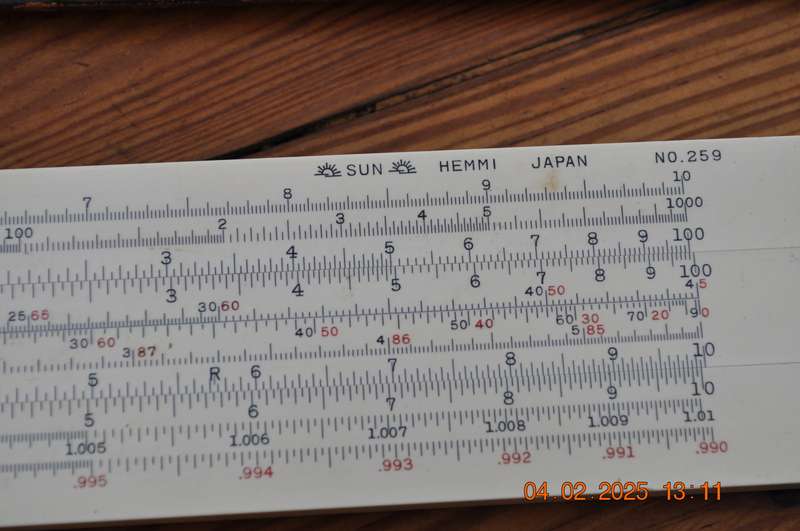 SUN HEMMI JAPAN NO.259
7 8 9 10
100 2 3 4 5 1000
3 4 5 6 7 8 9 100
3 4 5 6 7 8 9 100
25|65 30|60 40|50 4|5
30|60 40|50 50|40 60|30 70|20 90
3|87 4|86 5|85
5 R 6 7 8 9 10
5 6 7 8 9 10
1.005 1.006 1.007 1.008 1.009 1.01
.995 .994 .993 .992 .991 .990
04.02.2025 13:11